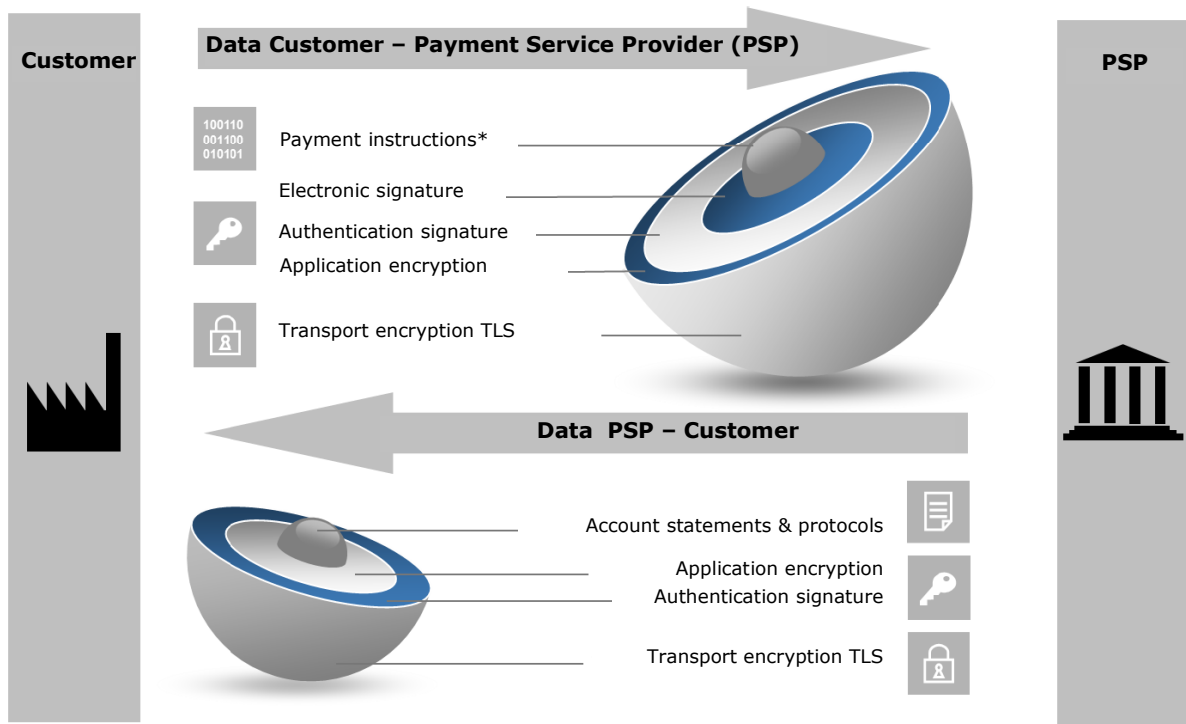 Customer
Data Customer – Payment Service Provider (PSP)
PSP
100110
001100
010101
Payment instructions*
Electronic signature
Authentication signature
Application encryption
Transport encryption TLS
Data PSP – Customer
Account statements & protocols
Application encryption
Authentication signature
Transport encryption TLS